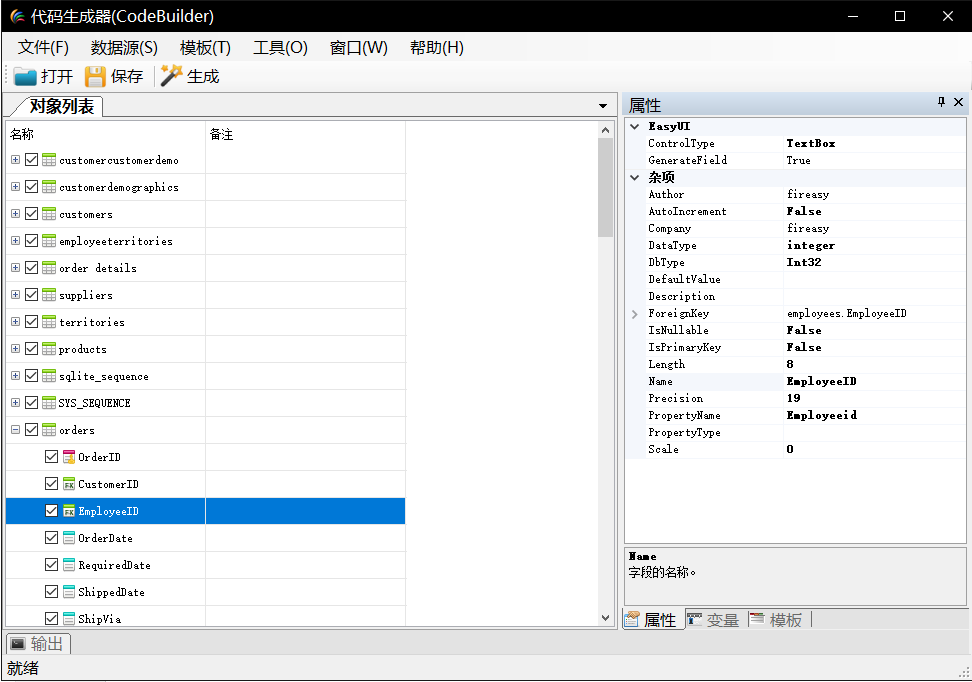 代码生成器(CodeBuilder)
文件(F) 数据源(S) 模板(T) 工具(O) 窗口(W) 帮助(H)
打开 保存 生成
对象列表
名称 备注
customercustomerdemo
customerdemographics
customers
employeeterritories
order details
suppliers
territories
products
sqlite_sequence
SYS_SEQUENCE
orders
OrderID
CustomerID
EmployeeID
OrderDate
RequiredDate
ShippedDate
ShipVia
属性
EasyUI
ControlType TextBox
GenerateField True
杂项
Author fireasy
AutoIncrement False
Company fireasy
DataType integer
DbType Int32
DefaultValue
Description
ForeignKey employees.EmployeeID
IsNullable False
IsPrimaryKey False
Length 8
Name EmployeeID
Precision 19
PropertyName Employeeid
PropertyType
Scale 0
Name
字段的名称。
属性 变量 模板
输出
就绪